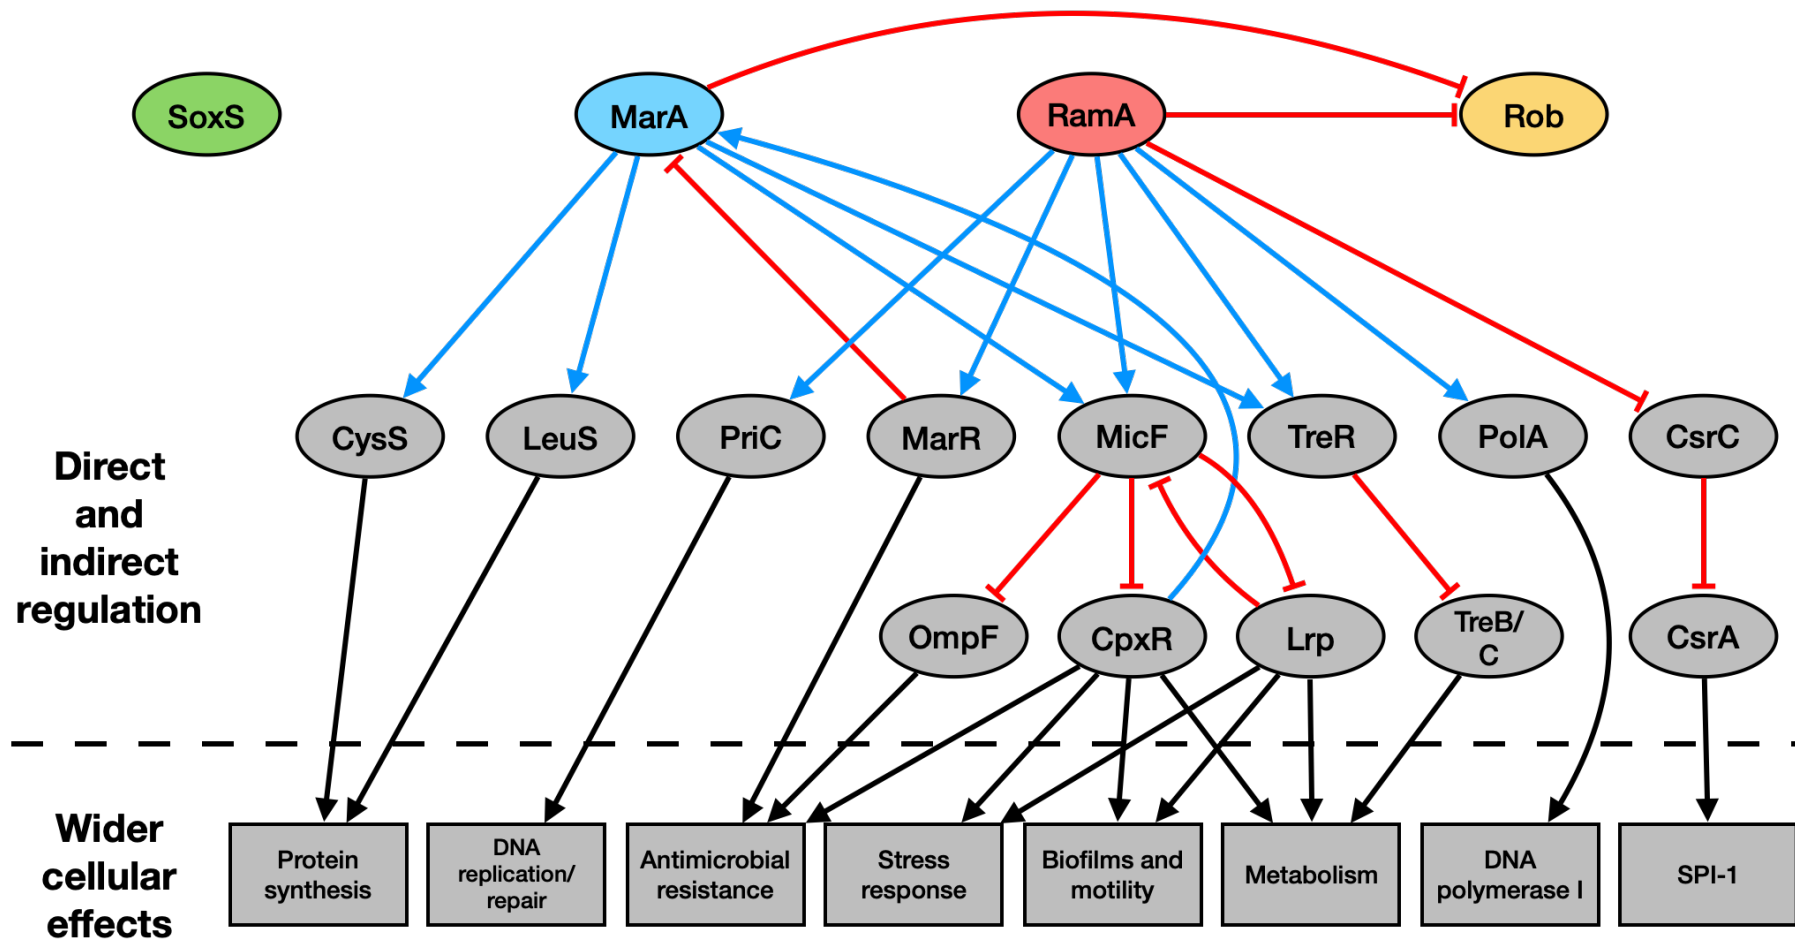 SoxS
MarA
RamA
Rob
CysS
LeuS
PriC
MarR
MicF
TreR
PolA
CsrC
Direct
and
indirect
regulation
OmpF
CpxR
Lrp
TreB/
C
CsrA
Wider
cellular
effects
Protein
synthesis
DNA
replication/
repair
Antimicrobial
resistance
Stress
response
Biofilms and
motility
Metabolism
DNA
polymerase I
SPI-1